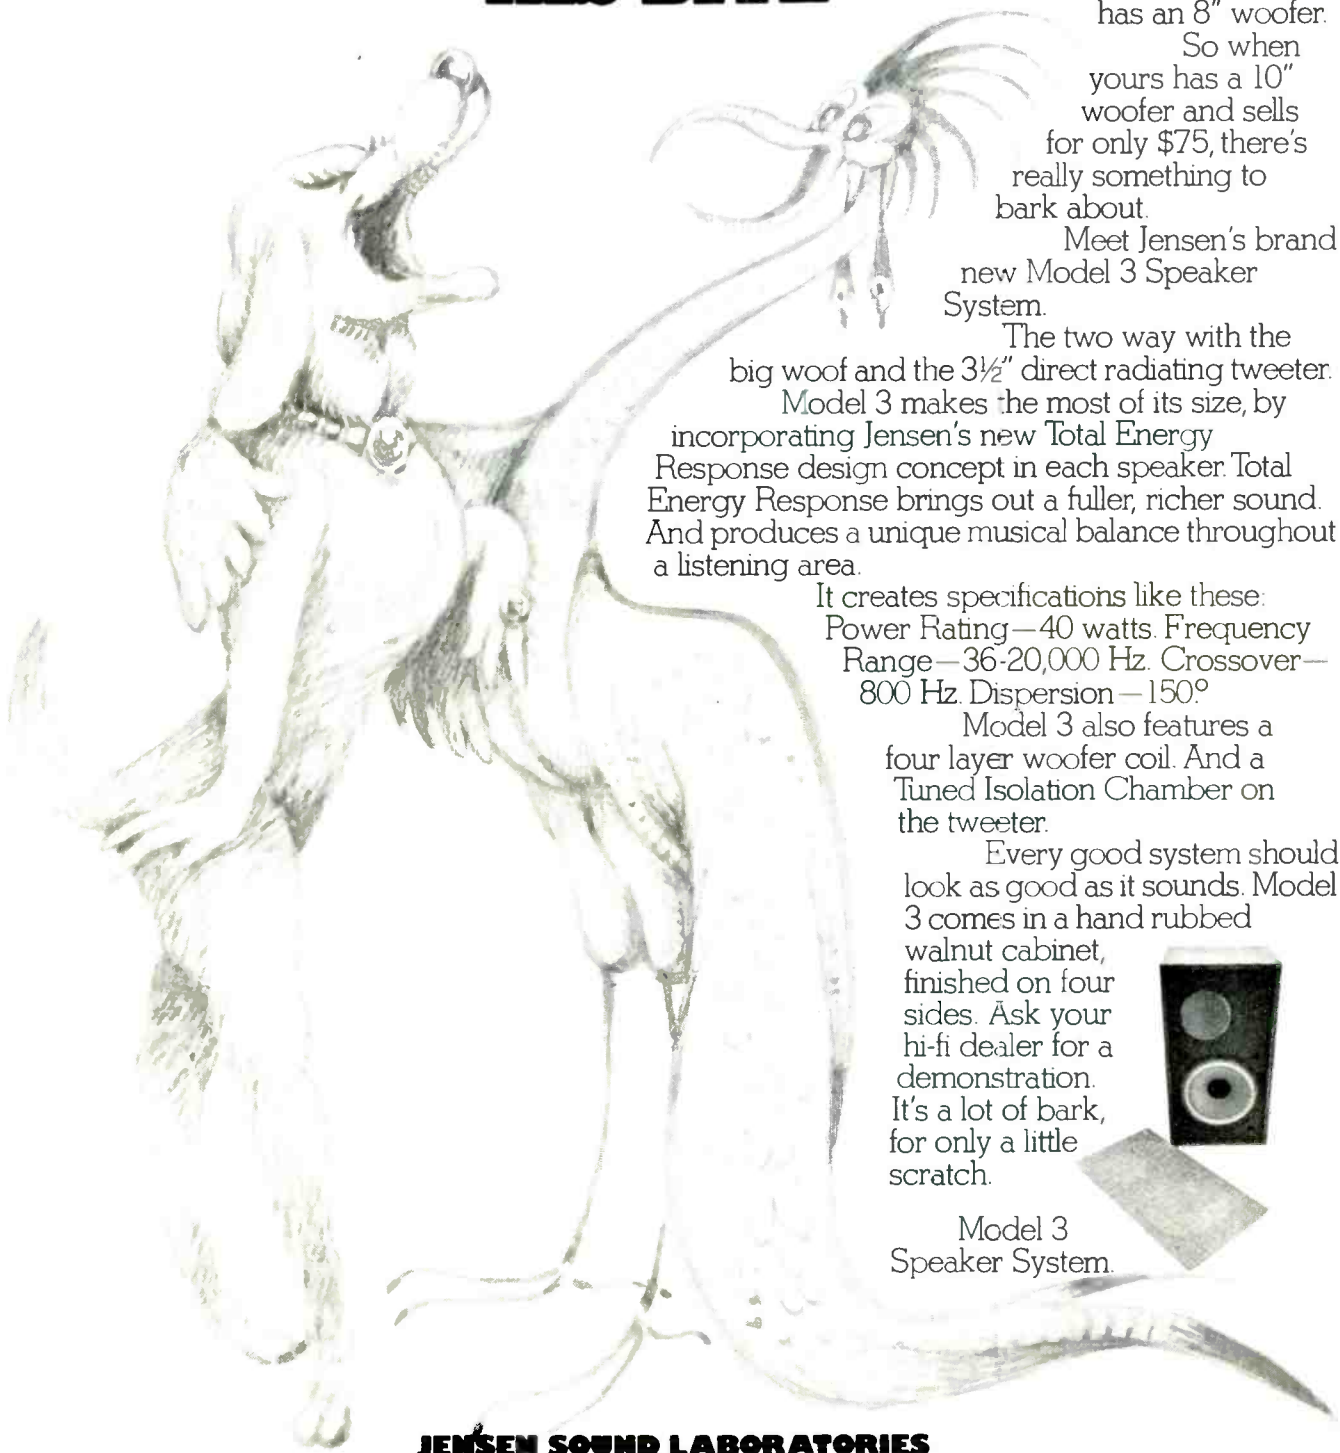 has an 8" woofer.
So when
yours has a 10"
woofer and sells
for only $75, there's
really something to
bark about.
Meet Jensen's brand
new Model 3 Speaker
System.
The two way with the
big woof and the 3½" direct radiating tweeter.
Model 3 makes the most of its size, by
incorporating Jensen's new Total Energy
Response design concept in each speaker. Total
Energy Response brings out a fuller, richer sound.
And produces a unique musical balance throughout
a listening area.
It creates specifications like these:
Power Rating—40 watts. Frequency
Range—36-20,000 Hz. Crossover—
800 Hz. Dispersion—150°
Model 3 also features a
four layer woofer coil. And a
Tuned Isolation Chamber on
the tweeter.
Every good system should
look as good as it sounds. Model
3 comes in a hand rubbed
walnut cabinet,
finished on four
sides. Ask your
hi-fi dealer for a
demonstration.
It's a lot of bark,
for only a little
scratch.
Model 3
Speaker System.
JENSEN SOUND LABORATORIES